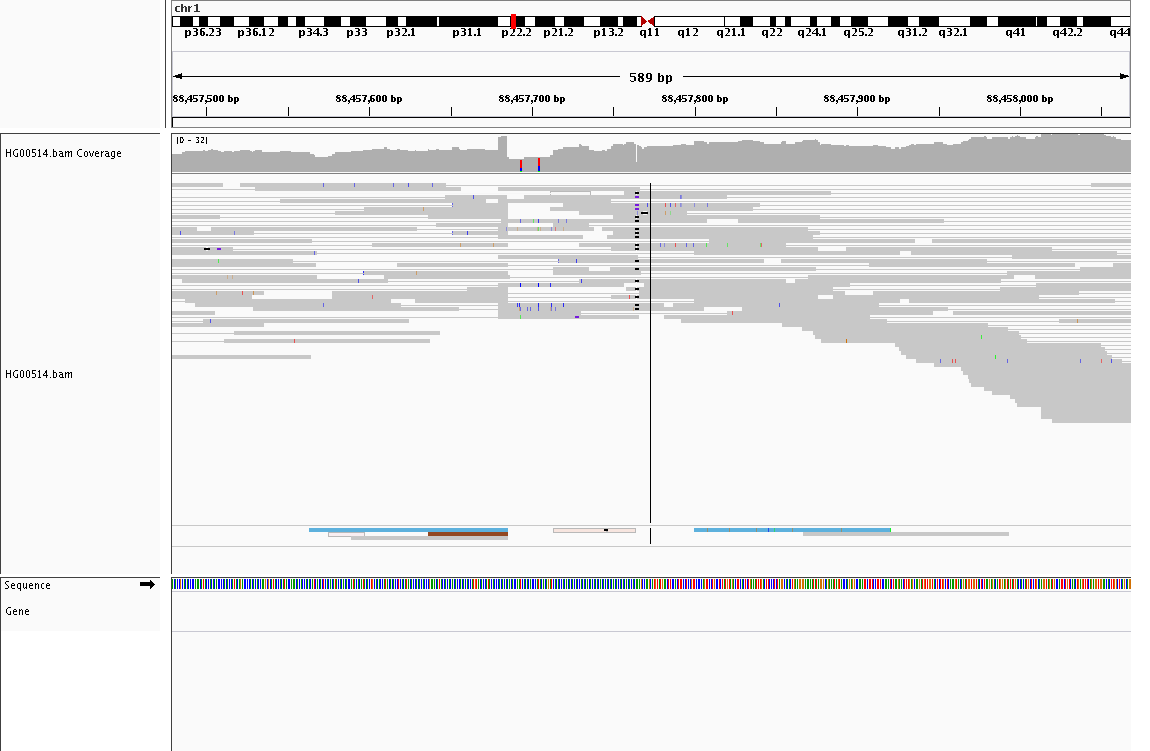 chr1
p36.23 p36.12 p34.3 p33 p32.1 p31.1 p22.2 p21.2 p13.2 q11 q12 q21.1 q22 q24.1 q25.2 q31.2 q32.1 q41 q42.2 q44
589 bp
88,457,500 bp 88,457,600 bp 88,457,700 bp 88,457,800 bp 88,457,900 bp 88,458,000 bp
[0 - 32]
HG00514.bam Coverage
HG00514.bam
Sequence
Gene